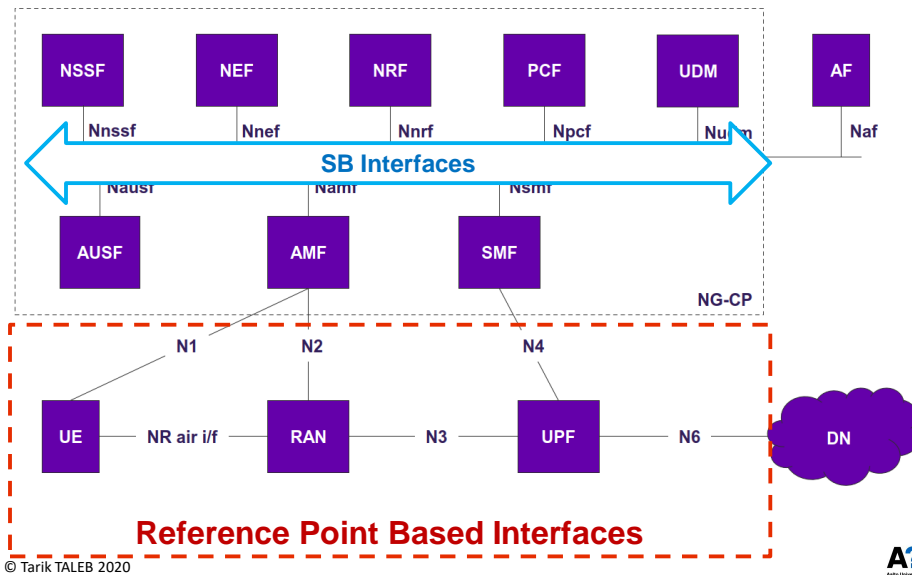 NSSF NEF NRF PCF UDM AF
Nnssf Nnef Nnrf Npcf Naf
SB Interfaces
Nausf Namf Nsmf
AUSF AMF SMF
NG-CP
N1 N2 N4
UE NR air i/f RAN N3 UPF N6 DN
Reference Point Based Interfaces
© Tarik TALEB 2020